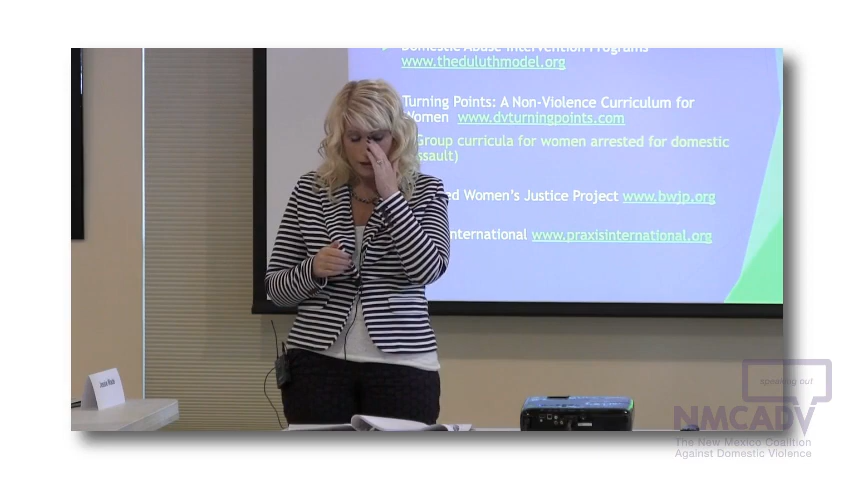 Domestic Abuse Intervention Programs
www.theduluthmodel.org
Turning Points: A Non-Violence Curriculum for
Women www.dvturningpoints.com
Group curricula for women arrested for domestic
ssault)
ed Women's Justice Project www.bwjp.org
nternational www.praxisinternational.org
speaking out
NMCADV
The New Mexico Coalition
Against Domestic Violence